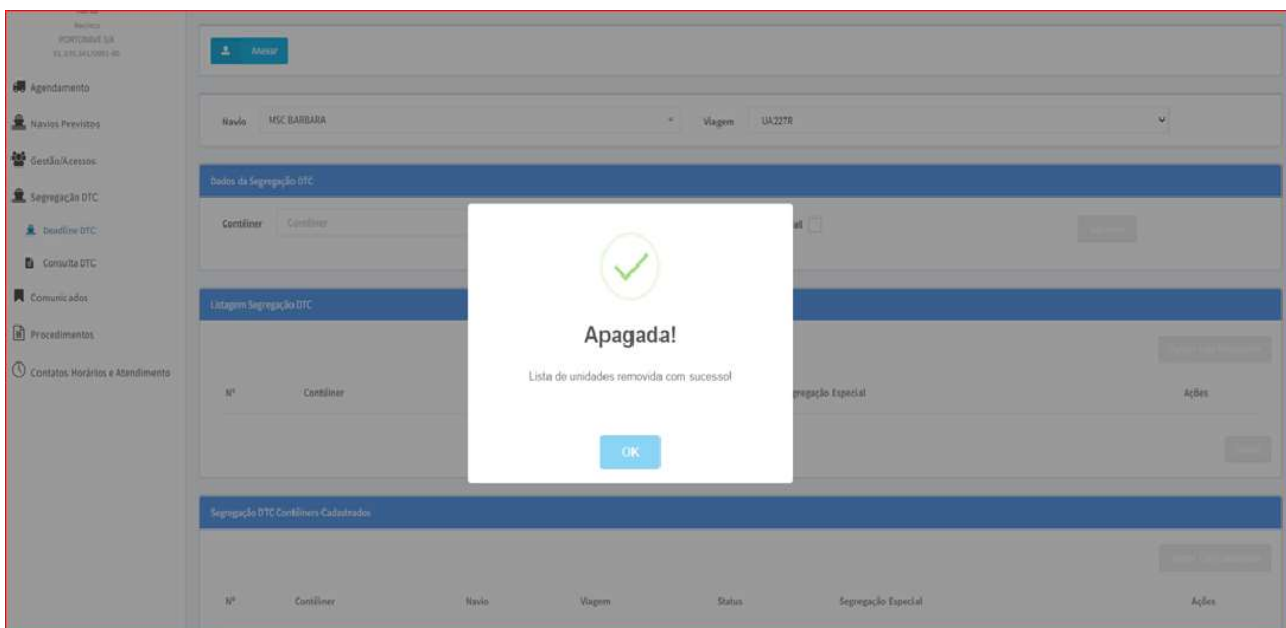 PORTONAVE S/A
Anexar
Agendamento
Navios Previstos
Navio MSC BARBARA Viagem UA227R
Gestão/Acessos
Dados da Segregação DTC
Segregação DTC
Contêiner Contêiner
Deadline DTC
Consulta DTC
Comunicados
Listagem Segregação DTC
Apagada!
Procedimentos
Contatos Horários e Atendimento
Lista de unidades removida com sucesso!
Nº Contêiner Especial Ações
OK
Segregação DTC Contêiners Cadastrados
Nº Contêiner Navio Viagem Status Segregação Especial Ações